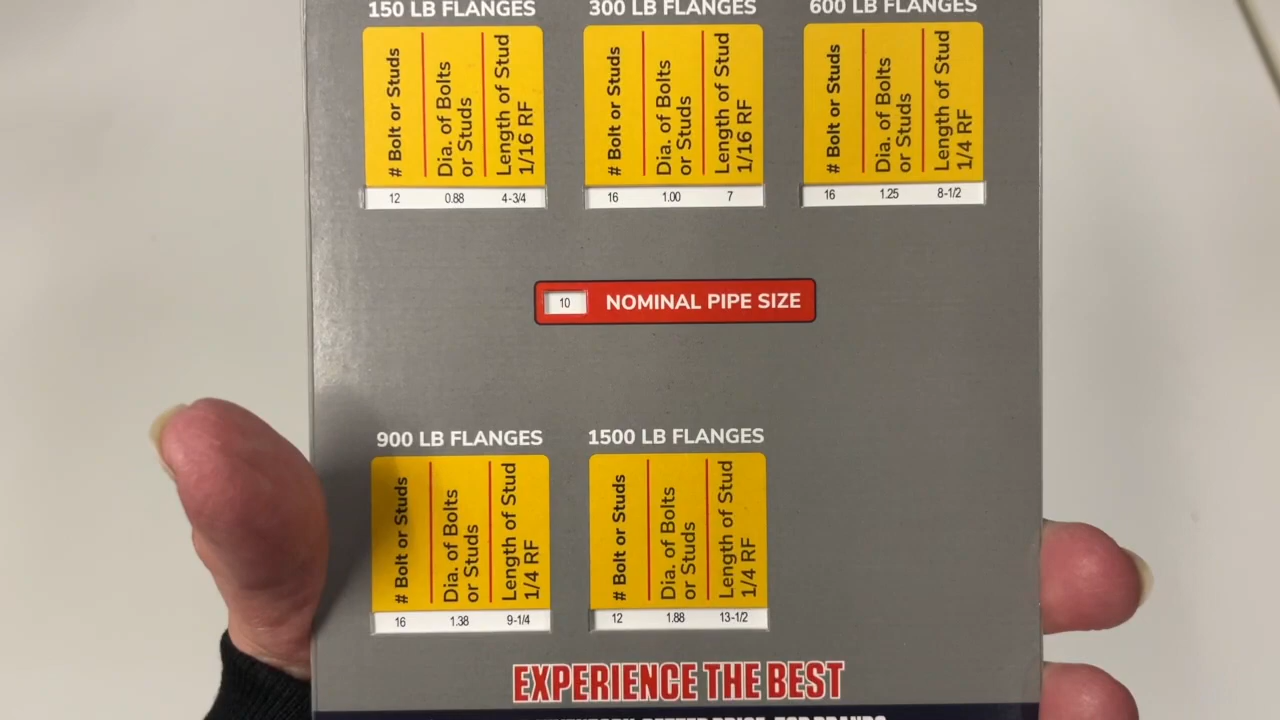 150 LB FLANGES
# Bolt or Studs
Dia. of Bolts
or Studs
Length of Stud
1/16 RF
12 0.88 4-3/4
300 LB FLANGES
# Bolt or Studs
Dia. of Bolts
or Studs
Length of Stud
1/16 RF
16 1.00 7
600 LB FLANGES
# Bolt or Studs
Dia. of Bolts
or Studs
Length of Stud
1/4 RF
16 1.25 8-1/2
10 NOMINAL PIPE SIZE
900 LB FLANGES
# Bolt or Studs
Dia. of Bolts
or Studs
Length of Stud
1/4 RF
16 1.38 9-1/4
1500 LB FLANGES
# Bolt or Studs
Dia. of Bolts
or Studs
Length of Stud
1/4 RF
12 1.88 13-1/2
EXPERIENCE THE BEST